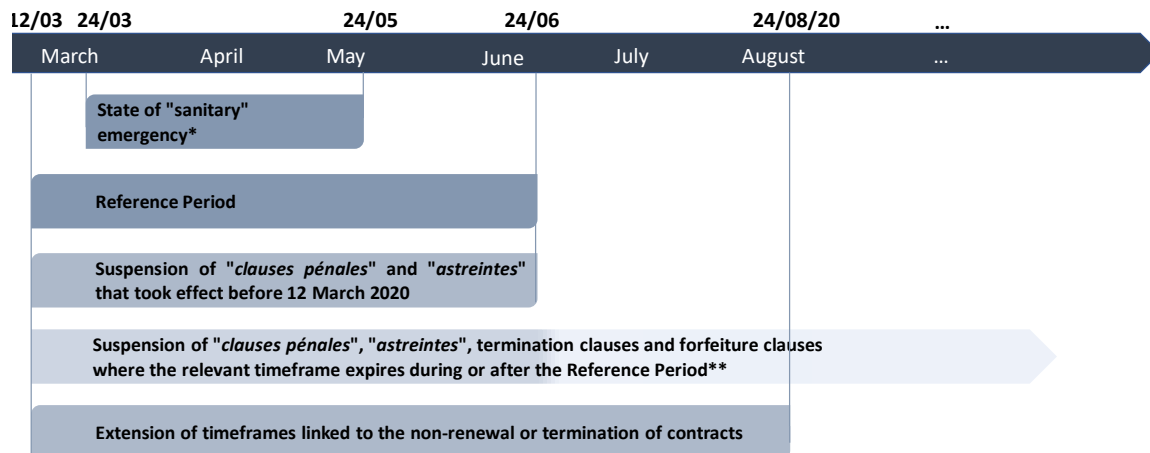 12/03 24/03 24/05 24/06 24/08/20 ...
March April May June July August ...
State of "sanitary"
emergency*
Reference Period
Suspension of "clauses pénales" and "astreintes"
that took effect before 12 March 2020
Suspension of "clauses pénales", "astreintes", termination clauses and forfeiture clauses
where the relevant timeframe expires during or after the Reference Period**
Extension of timeframes linked to the non-renewal or termination of contracts